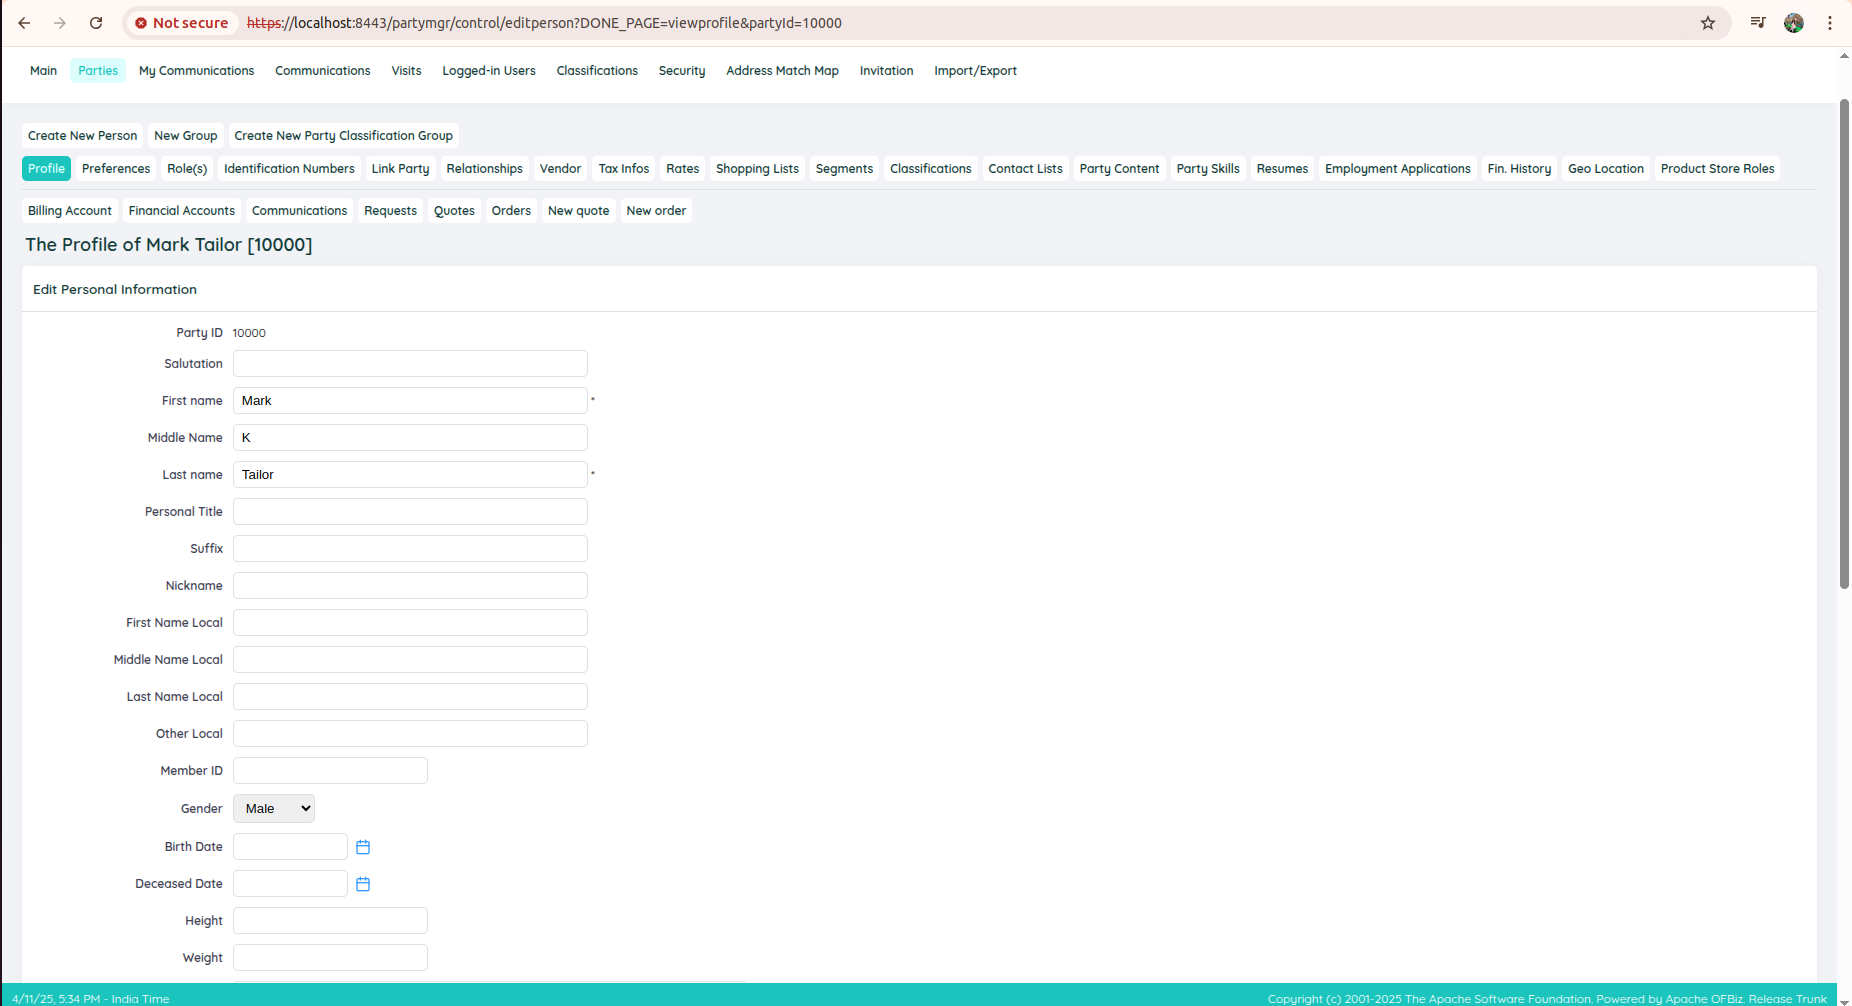 Not secure https://localhost:8443/partymgr/control/editperson?DONE_PAGE=viewprofile&partyId=10000
Main Parties My Communications Communications Visits Logged-in Users Classifications Security Address Match Map Invitation Import/Export
Create New Person New Group Create New Party Classification Group
Profile Preferences Role(s) Identification Numbers Link Party Relationships Vendor Tax Infos Rates Shopping Lists Segments Classifications Contact Lists Party Content Party Skills Resumes Employment Applications Fin. History Geo Location Product Store Roles
Billing Account Financial Accounts Communications Requests Quotes Orders New quote New order
The Profile of Mark Tailor [10000]
Edit Personal Information
Party ID 10000
Salutation
First name Mark *
Middle Name K
Last name Tailor *
Personal Title
Suffix
Nickname
First Name Local
Middle Name Local
Last Name Local
Other Local
Member ID
Gender Male
Birth Date
Deceased Date
Height
Weight
4/11/25, 5:34 PM - India Time Copyright (c) 2001-2025 The Apache Software Foundation. Powered by Apache OFBiz. Release Trunk